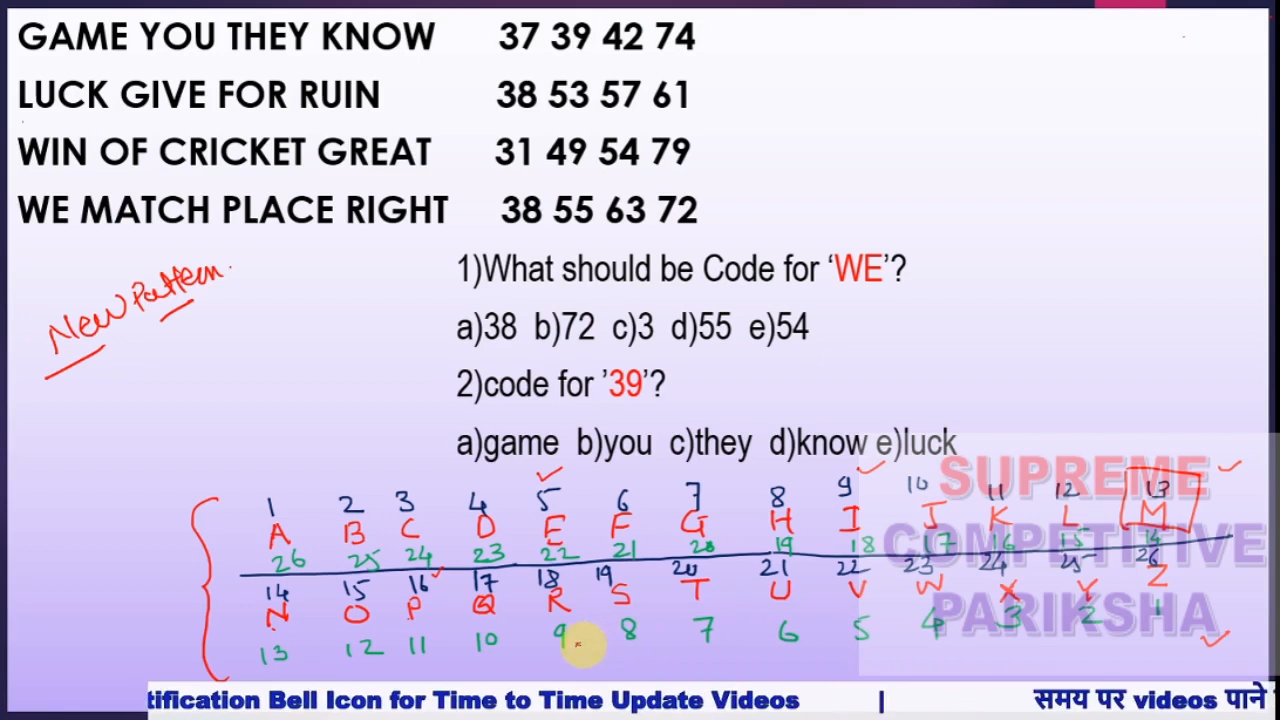 GAME YOU THEY KNOW 37 39 42 74
LUCK GIVE FOR RUIN 38 53 57 61
WIN OF CRICKET GREAT 31 49 54 79
WE MATCH PLACE RIGHT 38 55 63 72
New Pattern.
1)What should be Code for ‘WE’?
a)38 b)72 c)3 d)55 e)54
2)code for ’39’?
a)game b)you c)they d)know e)luck
SUPREME
COMPETITIVE
PARIKSHA
1 2 3 4 5 6 7 8 9 10 11 12 13
A B C D E F G H I J K L M
26 25 24 23 22 21 20 19 18 17 16 15 14
14 15 16 17 18 19 20 21 22 23 24 25 26
N O P Q R S T U V W X Y Z
13 12 11 10 9 8 7 6 5 4 3 2 1
tification Bell Icon for Time to Time Update Videos | समय पर videos पाने